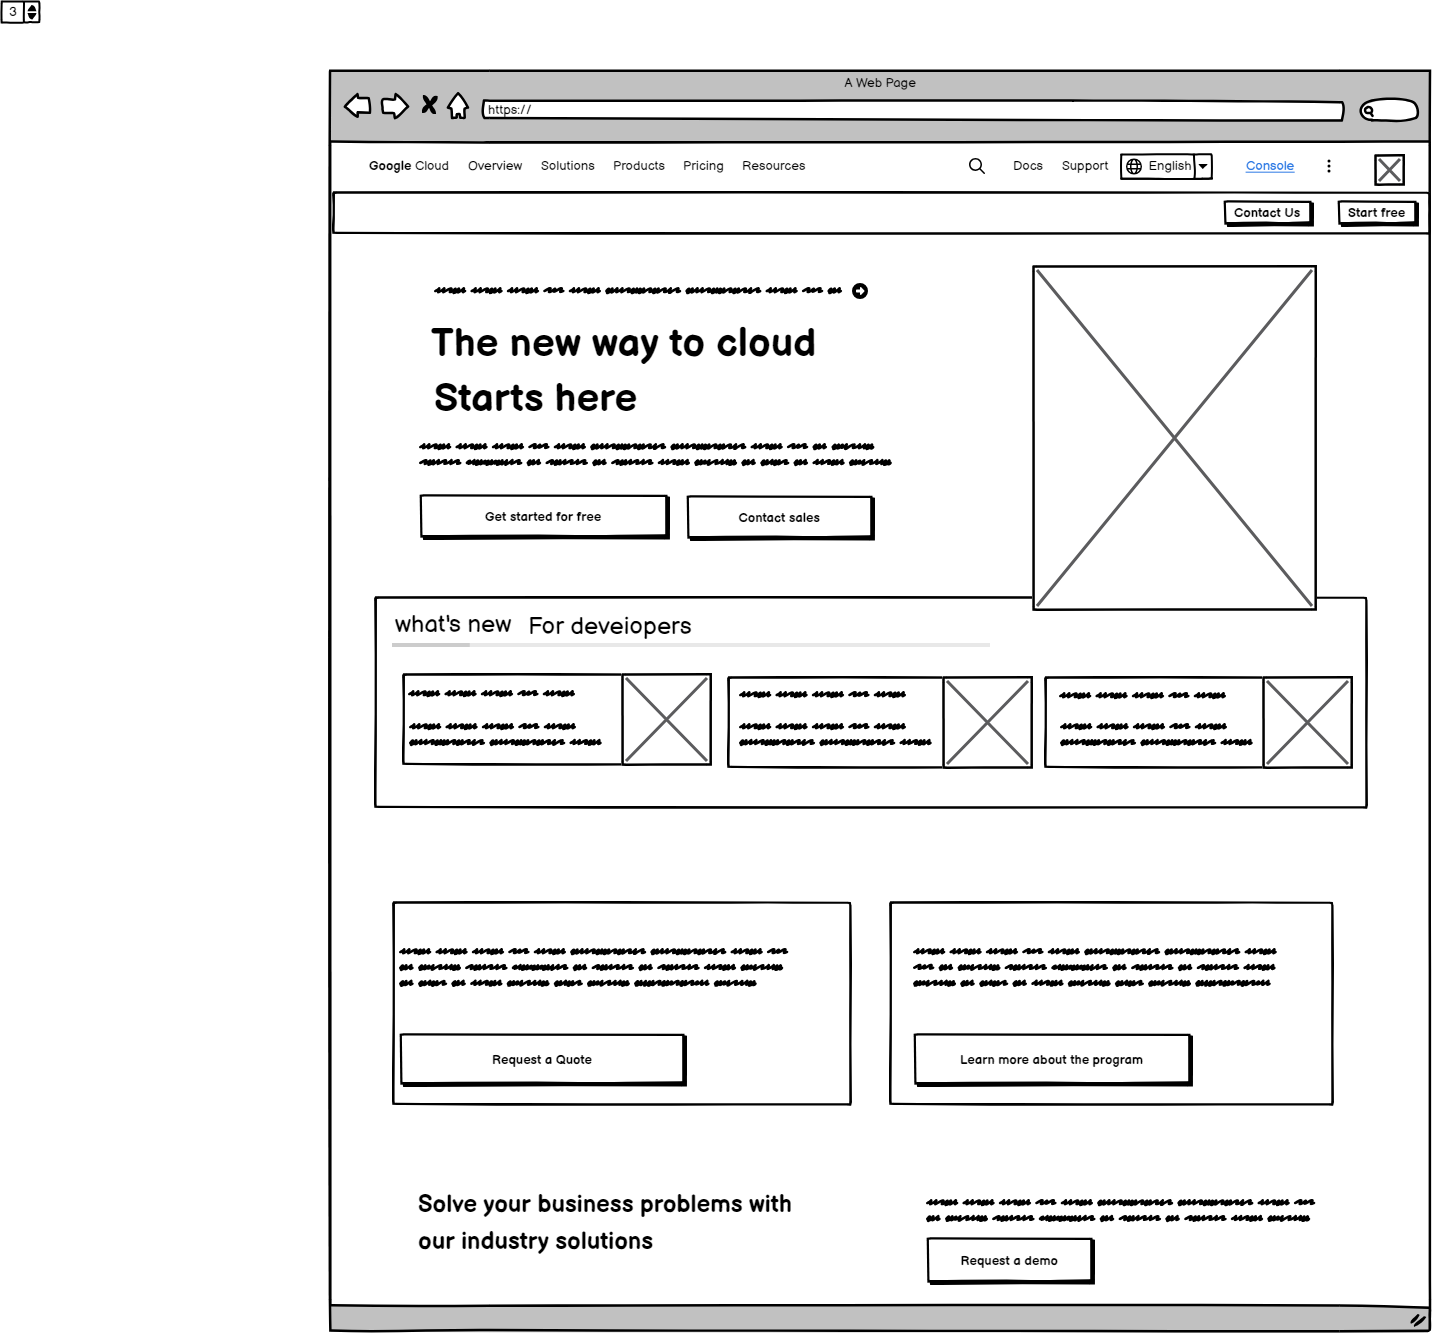 3
A Web Page
https://
Google Cloud Overview Solutions Products Pricing Resources Docs Support English Console
Contact Us Start free
The new way to cloud
Starts here
Get started for free Contact sales
what's new For deveiopers
Request a Quote Learn more about the program
Solve your business problems with
our industry solutions
Request a demo